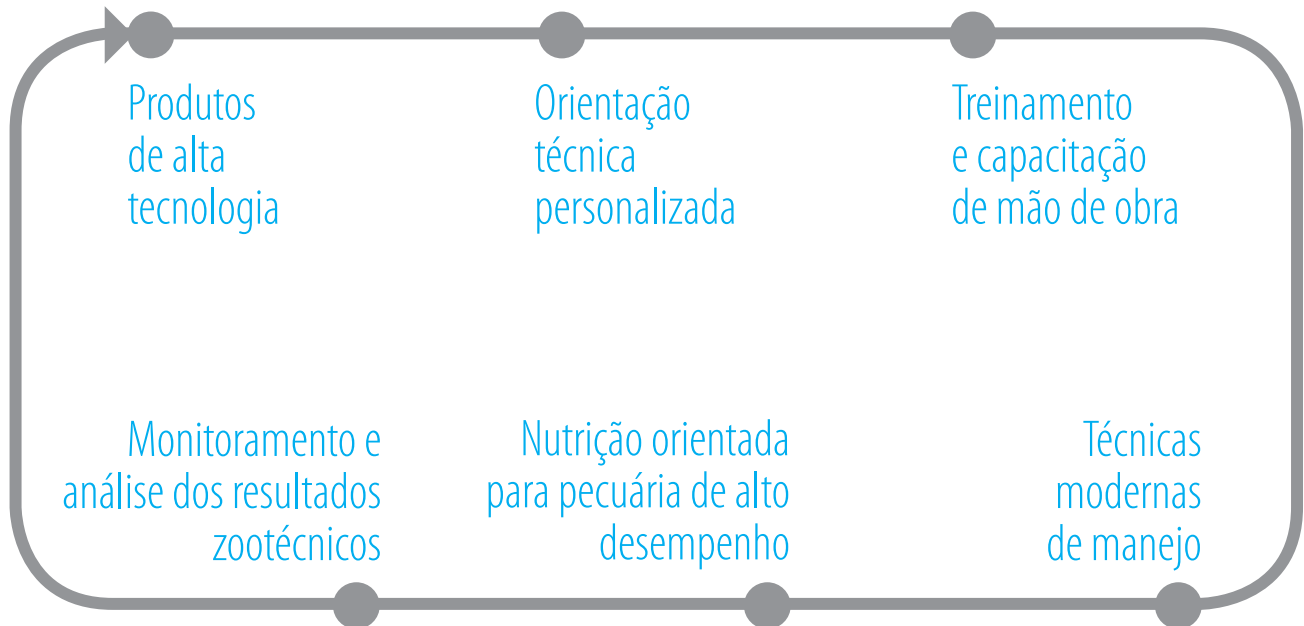 Produtos
de alta
tecnologia
Orientação
técnica
personalizada
Treinamento
e capacitação
de mão de obra
Monitoramento e
análise dos resultados
zootécnicos
Nutrição orientada
para pecuária de alto
desempenho
Técnicas
modernas
de manejo